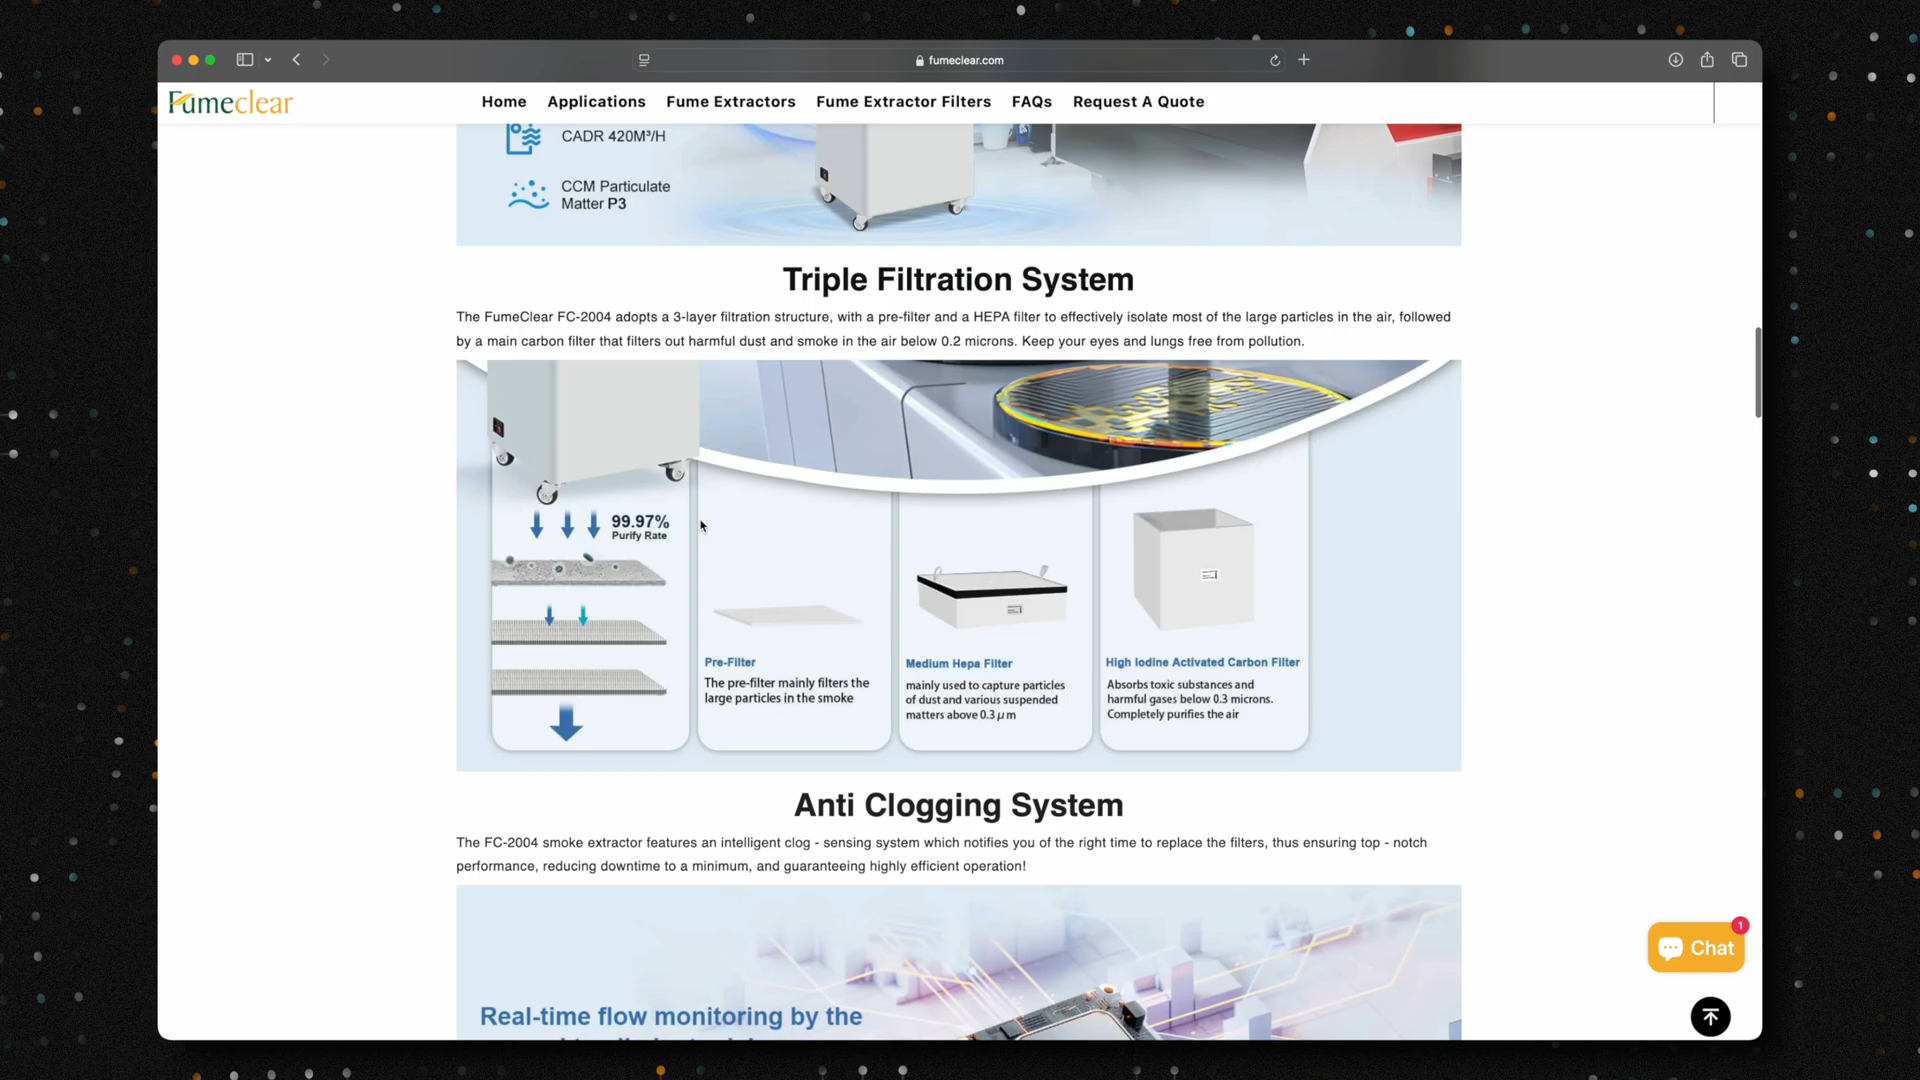 fumeclear.com
Fumeclear
Home Applications Fume Extractors Fume Extractor Filters FAQs Request A Quote
CADR 420M³/H
CCM Particulate
Matter P3
Triple Filtration System
The FumeClear FC-2004 adopts a 3-layer filtration structure, with a pre-filter and a HEPA filter to effectively isolate most of the large particles in the air, followed
by a main carbon filter that filters out harmful dust and smoke in the air below 0.2 microns. Keep your eyes and lungs free from pollution.
99.97%
Purify Rate
Pre-Filter
The pre-filter mainly filters the
large particles in the smoke
Medium Hepa Filter
mainly used to capture particles
of dust and various suspended
matters above 0.3 μm
High Iodine Activated Carbon Filter
Absorbs toxic substances and
harmful gases below 0.3 microns.
Completely purifies the air
Anti Clogging System
The FC-2004 smoke extractor features an intelligent clog - sensing system which notifies you of the right time to replace the filters, thus ensuring top - notch
performance, reducing downtime to a minimum, and guaranteeing highly efficient operation!
Real-time flow monitoring by the
1
Chat